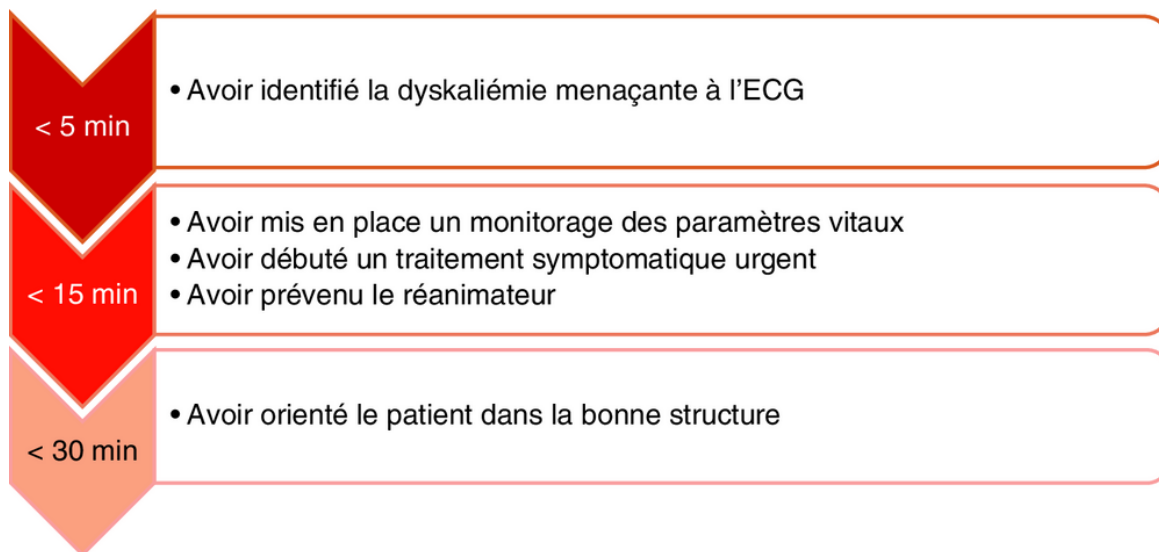 < 5 min
• Avoir identifié la dyskaliémie menaçante à l’ECG
< 15 min
• Avoir mis en place un monitorage des paramètres vitaux
• Avoir débuté un traitement symptomatique urgent
• Avoir prévenu le réanimateur
< 30 min
• Avoir orienté le patient dans la bonne structure